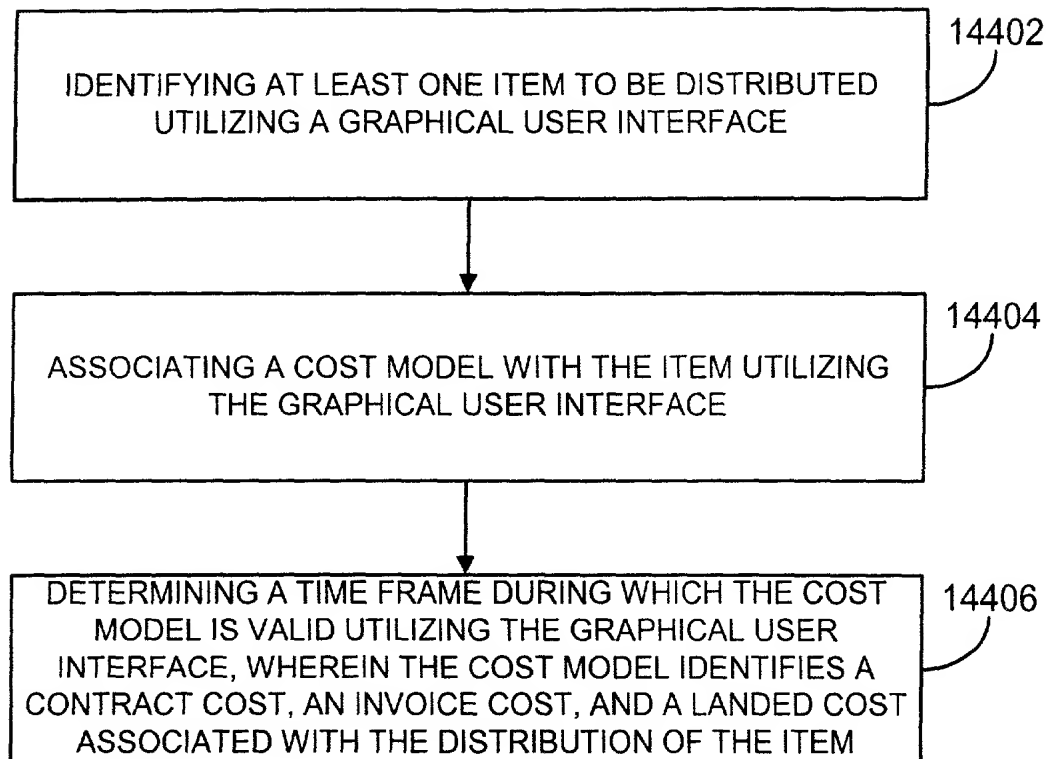 14402
IDENTIFYING AT LEAST ONE ITEM TO BE DISTRIBUTED
UTILIZING A GRAPHICAL USER INTERFACE
14404
ASSOCIATING A COST MODEL WITH THE ITEM UTILIZING
THE GRAPHICAL USER INTERFACE
14406
DETERMINING A TIME FRAME DURING WHICH THE COST
MODEL IS VALID UTILIZING THE GRAPHICAL USER
INTERFACE, WHEREIN THE COST MODEL IDENTIFIES A
CONTRACT COST, AN INVOICE COST, AND A LANDED COST
ASSOCIATED WITH THE DISTRIBUTION OF THE ITEM